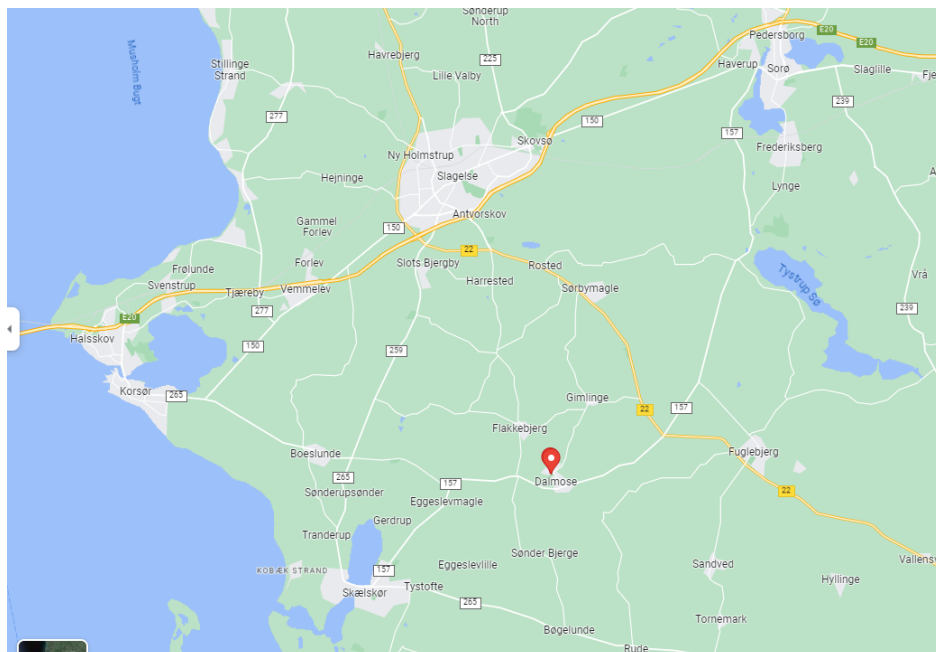 Sønderup
North
Pedersborg
E20
E20
Musholm Bugt
Havrebjerg
225
Stillinge
Strand
Lille Valby
Haverup
Sorø
Slaglille
239
277
150
157
Skovsø
Frederiksberg
Ny Holmstrup
Slagelse
Hejninge
Lynge
Antvorskov
Gammel
Forlev
150
22
Forlev
Slots Bjergby
Rosted
Frølunde
Harrested
Tystrup Sø
Vrå
Svenstrup
Tjæreby
Vemmelev
Sørbymagle
277
239
E20
Halsskov
150
259
Korsør
265
Gimlinge
22
157
Flakkebjerg
Boeslunde
Fuglebjerg
265
157
Dalmose
Sønderupsønder
22
Eggeslevmagle
Gerdrup
Tranderup
Sønder Bjerge
KOBÆK STRAND
157
Eggeslevlille
Sandved
Hyllinge
Skælskør
Tystofte
265
Tornemark
Bøgelunde
Rude